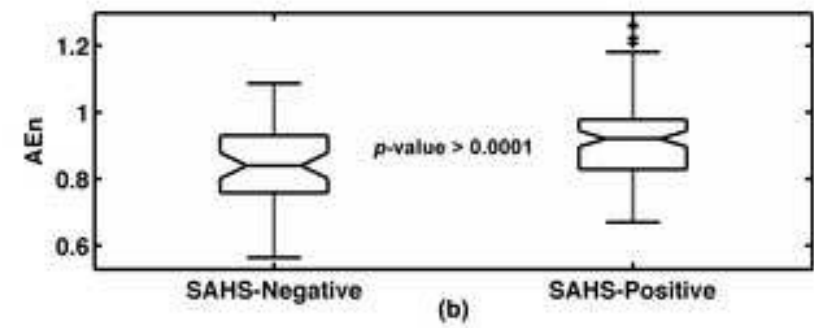 1.2
1
0.8
0.6
AEn
p-value > 0.0001
SAHS-Negative
SAHS-Positive
(b)